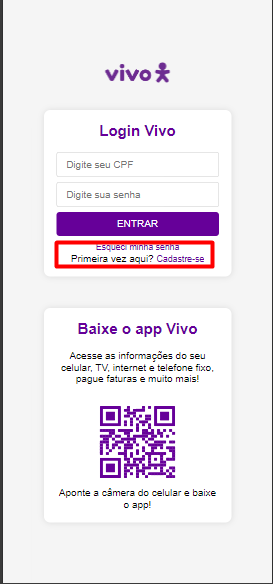 vivo
Login Vivo
Digite seu CPF
Digite sua senha
ENTRAR
Esqueci minha senha
Primeira vez aqui? Cadastre-se
Baixe o app Vivo
Acesse as informações do seu
celular, TV, internet e telefone fixo,
pague faturas e muito mais!
Aponte a câmera do celular e baixe
o app!